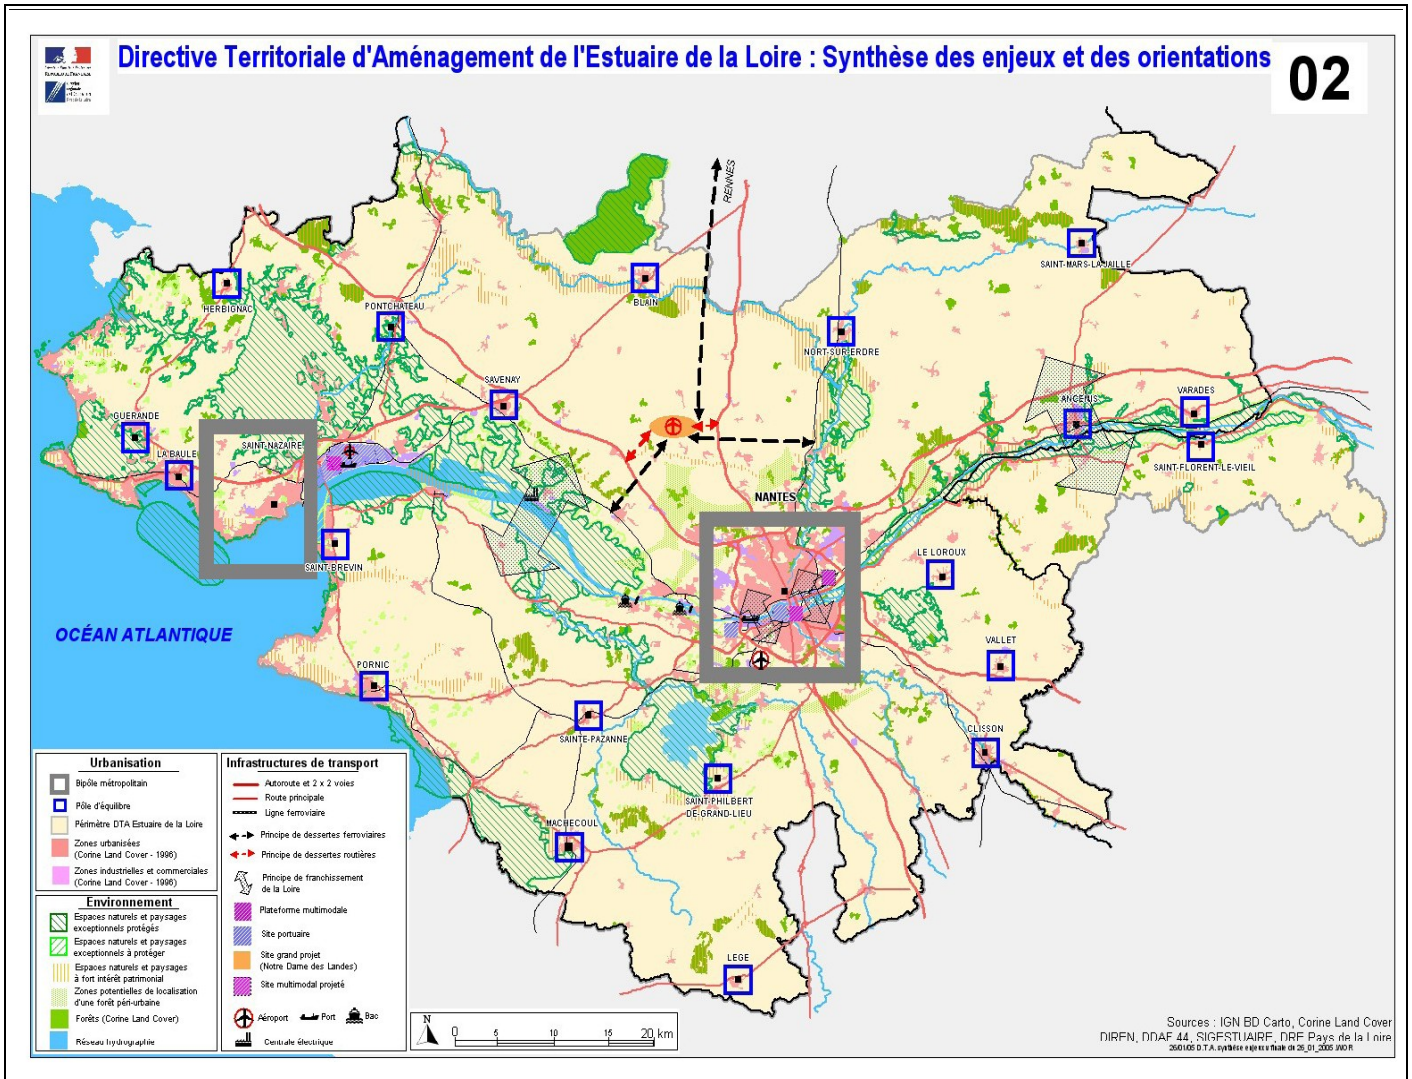 Directive Territoriale d'Aménagement de l'Estuaire de la Loire : Synthèse des enjeux et des orientations
02
RENNES
SAINT-MARS-LA-JAILLE
HERBIGNAC
PONTCHATEAU
BLAIN
NORT-SUR-ERDRE
SAVENAY
VARADES
ANCENIS
GUERANDE
SAINT-NAZAIRE
LA BAULE
SAINT-FLORENT-LE-VIEIL
NANTES
LE LOROUX
SAINT-BREVIN
OCÉAN ATLANTIQUE
VALLET
PORNIC
CLISSON
SAINTE-PAZANNE
SAINT-PHILBERT
DE-GRAND-LIEU
MACHECOUL
LEGE
Urbanisation
Bipôle métropolitain
Pôle d'équilibre
Périmètre DTA Estuaire de la Loire
Zones urbanisées
(Corine Land Cover - 1996)
Zones industrielles et commerciales
(Corine Land Cover - 1996)
Environnement
Espaces naturels et paysages
exceptionnels protégés
Espaces naturels et paysages
exceptionnels à protéger
Espaces naturels et paysages
à fort intérêt patrimonial
Zones potentielles de localisation
d'une forêt péri-urbaine
Forêts (Corine Land Cover)
Réseau hydrographie
Infrastructures de transport
Autoroute et 2 x 2 voies
Route principale
Ligne ferroviaire
Principe de dessertes ferroviaires
Principe de dessertes routières
Principe de franchissement
de la Loire
Plateforme multimodale
Site portuaire
Site grand projet
(Notre Dame des Landes)
Site multimodal projeté
Aéroport
Port
Bac
Centrale électrique
N
0 5 10 15 20 km
Sources : IGN BD Carto, Corine Land Cover
DIREN, DDAF 44, SIGESTUAIRE, DRE Pays de la Loire